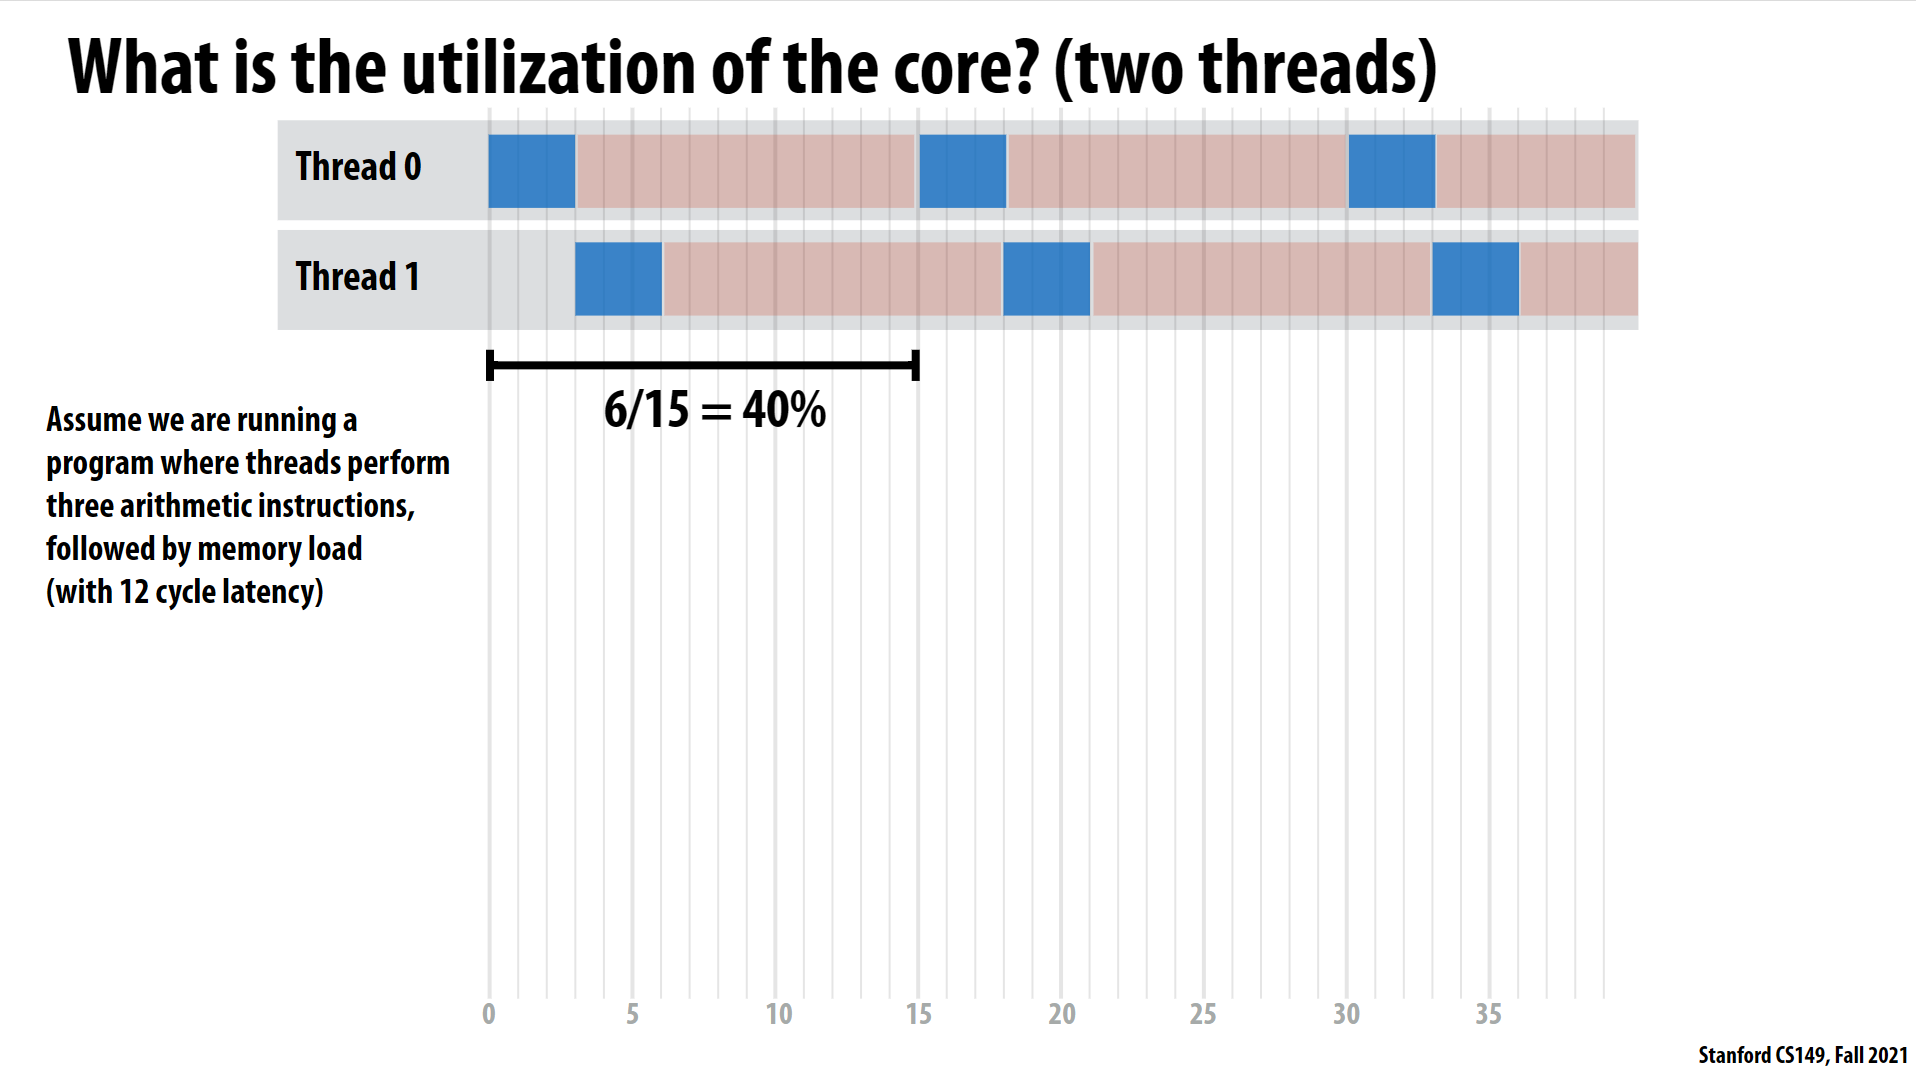 What is the utilization of the core? (two threads)
Thread 0
Thread 1
6/15 = 40%
Assume we are running a
program where threads perform
three arithmetic instructions,
followed by memory load
(with 12 cycle latency)
0 5 10 15 20 25 30 35
Stanford CS149, Fall 2021